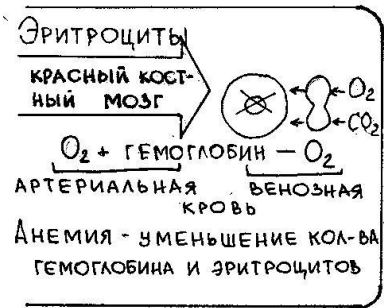 ЭРИТРОЦИТЫ
КРАСНЫЙ КОСТ-
НЫЙ МОЗГ
O₂
CO₂
O₂ + ГЕМОГЛОБИН – O₂
АРТЕРИАЛЬНАЯ ВЕНОЗНАЯ
КРОВЬ
АНЕМИЯ - УМЕНЬШЕНИЕ КОЛ-ВА
ГЕМОГЛОБИНА И ЭРИТРОЦИТОВ